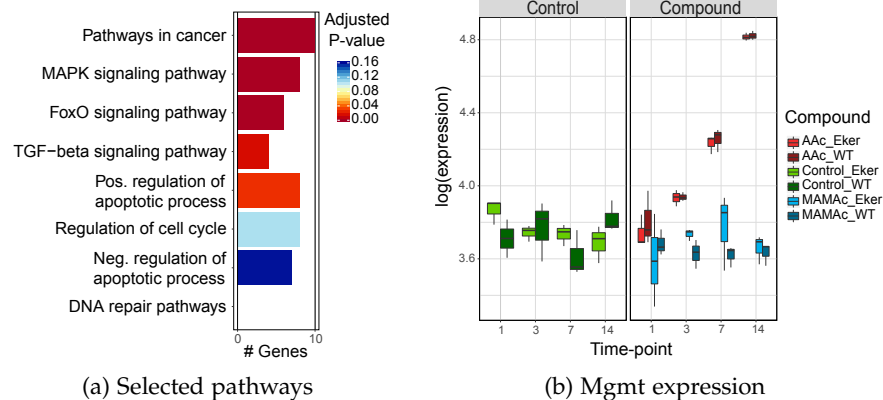 Pathways in cancer
MAPK signaling pathway
FoxO signaling pathway
TGF−beta signaling pathway
Pos. regulation of
apoptotic process
Regulation of cell cycle
Neg. regulation of
apoptotic process
DNA repair pathways
0
10
# Genes
Adjusted
P-value
0.16
0.12
0.08
0.04
0.00
(a) Selected pathways
Control
Compound
log(expression)
4.8
4.4
4.0
3.6
1
3
7
14
1
3
7
14
Time-point
Compound
AAc_Eker
AAc_WT
Control_Eker
Control_WT
MAMAc_Eker
MAMAc_WT
(b) Mgmt expression